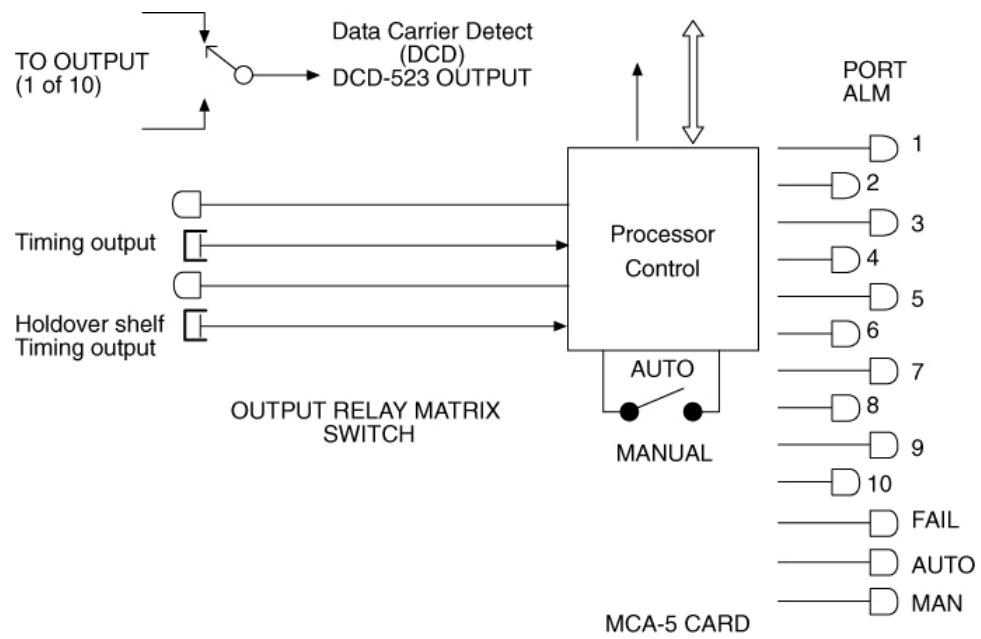 TO OUTPUT
(1 of 10)
Data Carrier Detect
(DCD)
DCD-523 OUTPUT
PORT
ALM
1
2
3
4
5
6
7
8
9
10
FAIL
AUTO
MAN
Timing output
Holdover shelf
Timing output
Processor
Control
AUTO
MANUAL
OUTPUT RELAY MATRIX
SWITCH
MCA-5 CARD